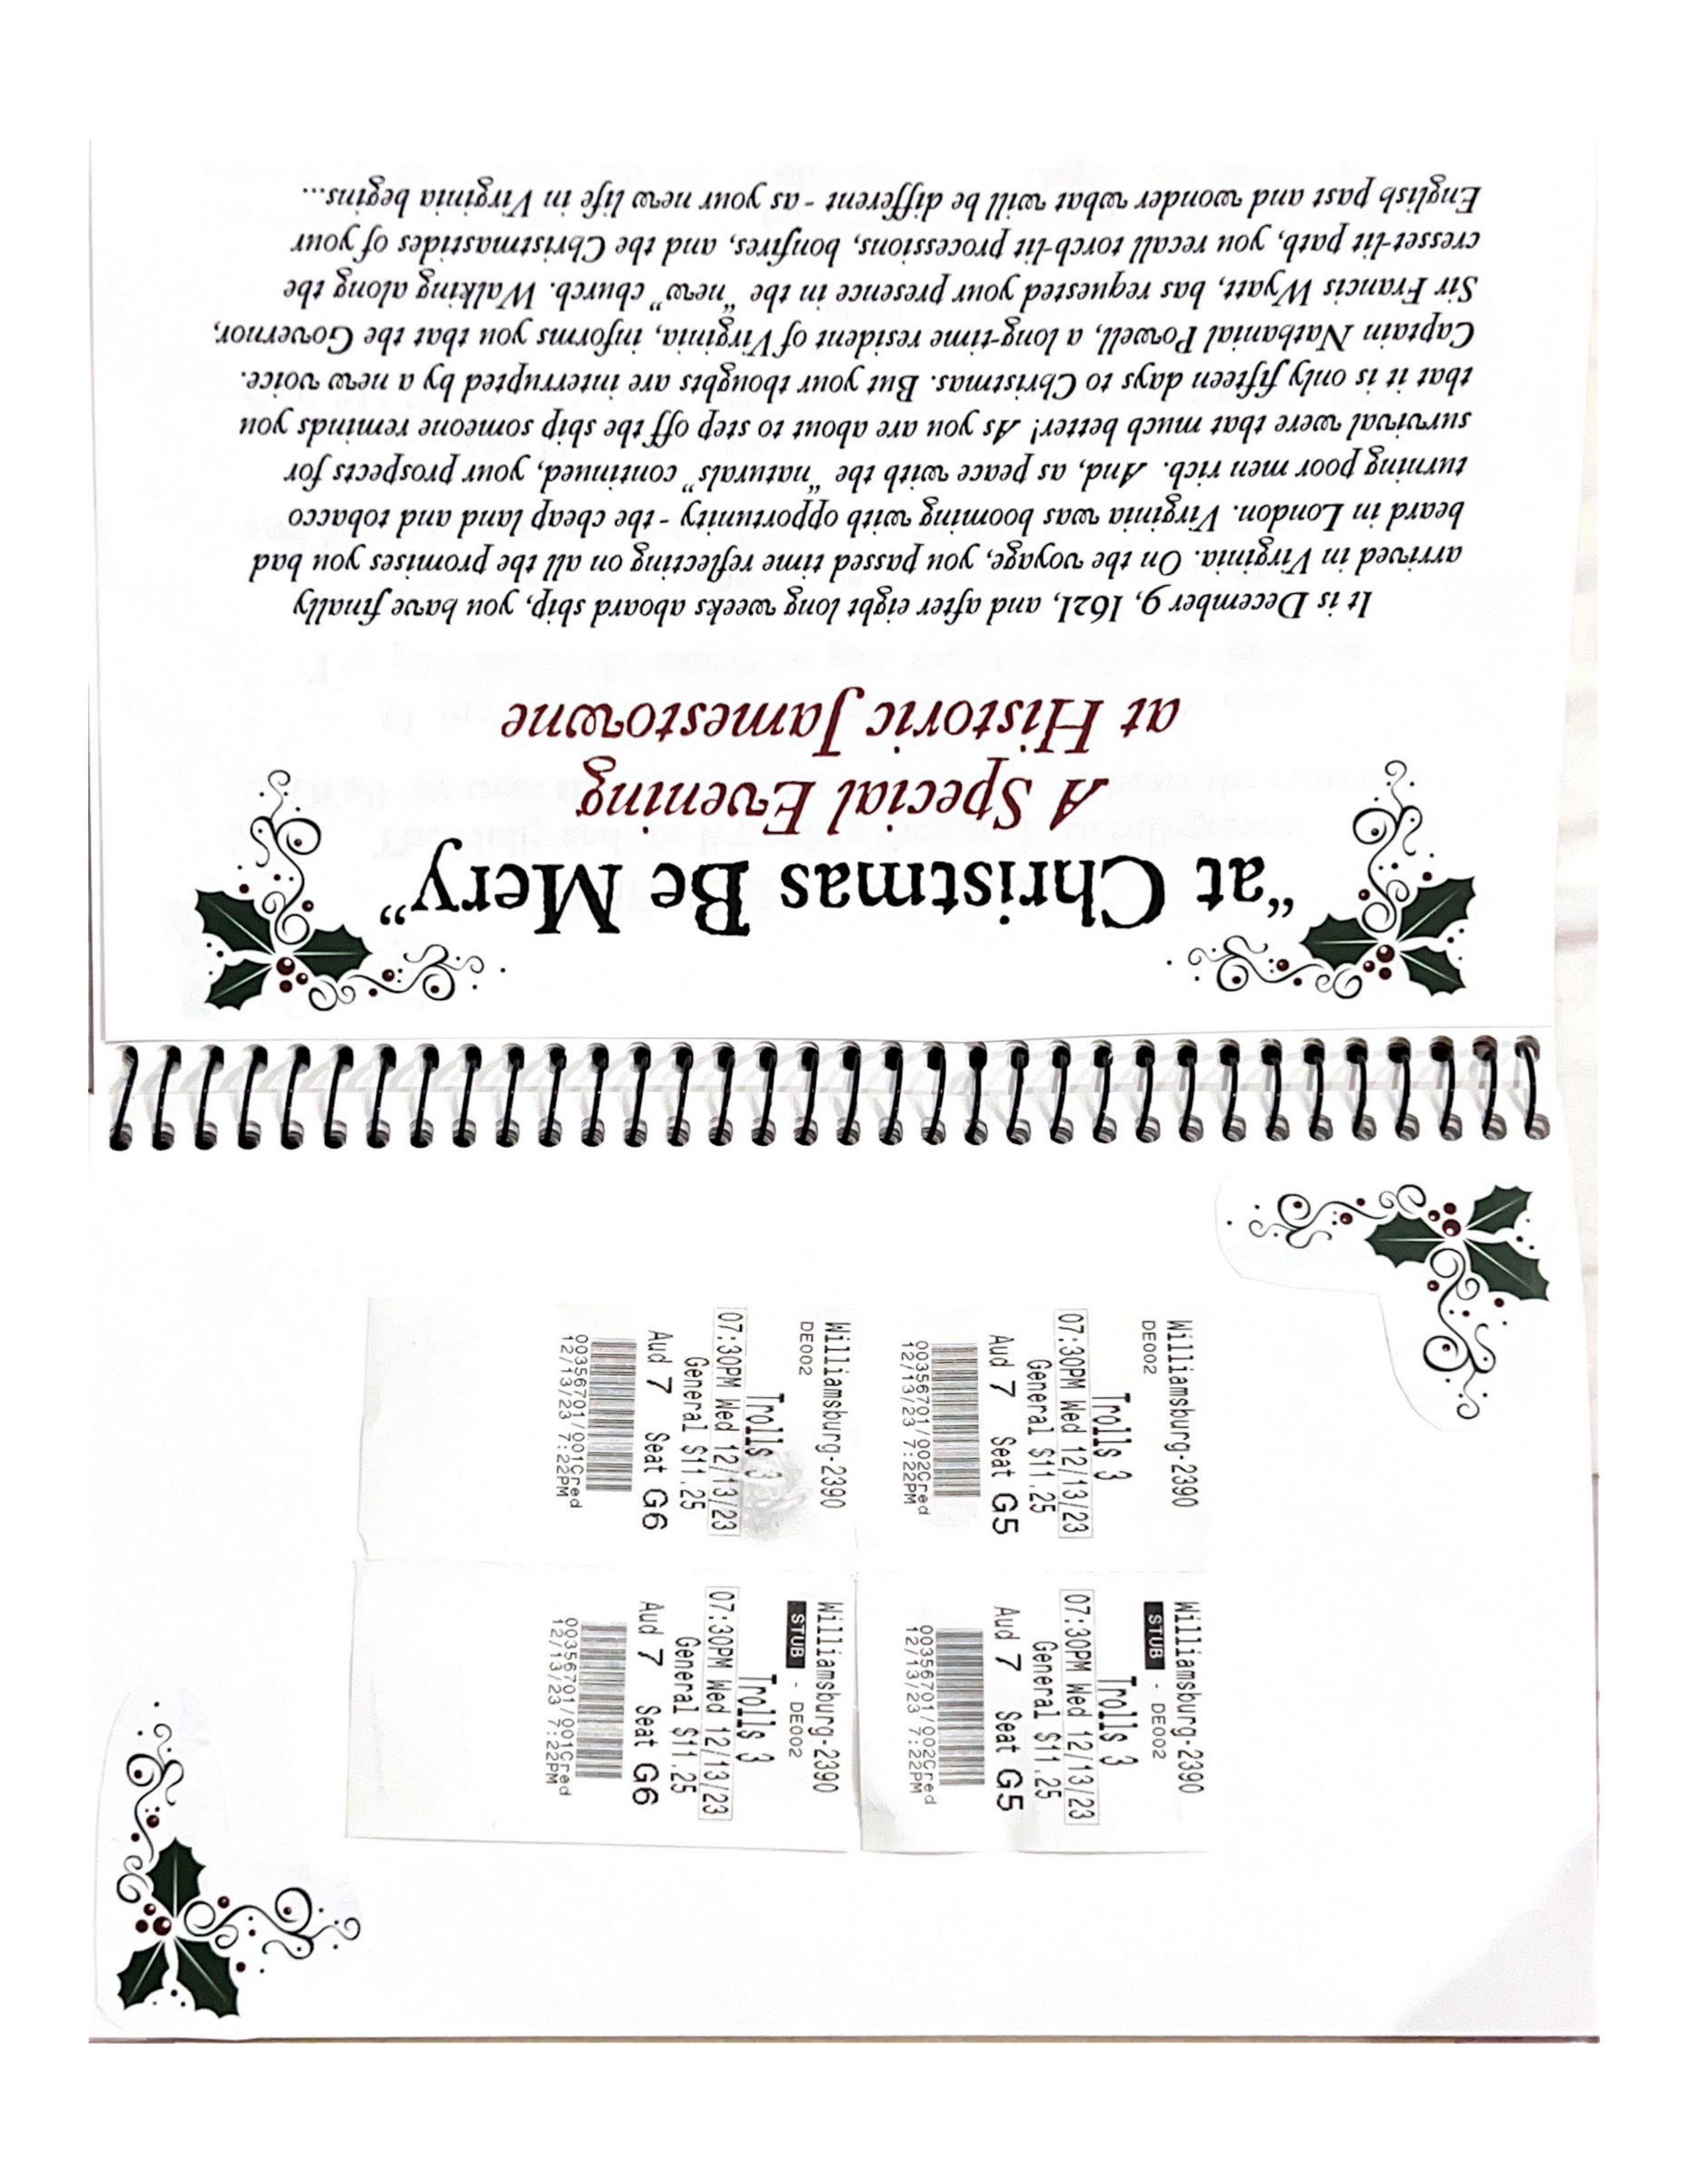 “at Christmas Be Mery”
A Special Evening
at Historic Jamestowne
It is December 9, 1621, and after eight long weeks aboard ship, you have finally
arrived in Virginia. On the voyage, you passed time reflecting on all the promises you had
heard in London. Virginia was booming with opportunity - the cheap land and tobacco
turning poor men rich. And, as peace with the “naturals” continued, your prospects for
survival were that much better! As you are about to step off the ship someone reminds you
that it is only fifteen days to Christmas. But your thoughts are interrupted by a new voice.
Captain Nathanial Powell, a long-time resident of Virginia, informs you that the Governor,
Sir Francis Wyatt, has requested your presence in the “new” church. Walking along the
cresset-lit path, you recall torch-lit processions, bonfires, and the Christmastides of your
English past and wonder what will be different - as your new life in Virginia begins...
Williamsburg-2390
DE002
Trolls 3
07:30PM Wed 12/13/23
General $11.25
Aud 7 Seat G5
00356701/002Cred
12/13/23 7:22PM
Williamsburg-2390
STUB - DE002
Trolls 3
07:30PM Wed 12/13/23
General $11.25
Aud 7 Seat G5
00356701/002Cred
12/13/23 7:22PM
Williamsburg-2390
DE002
Trolls 3
07:30PM Wed 12/13/23
General $11.25
Aud 7 Seat G6
00356701/001Cred
12/13/23 7:22PM
Williamsburg-2390
STUB - DE002
Trolls 3
07:30PM Wed 12/13/23
General $11.25
Aud 7 Seat G6
00356701/001Cred
12/13/23 7:22PM